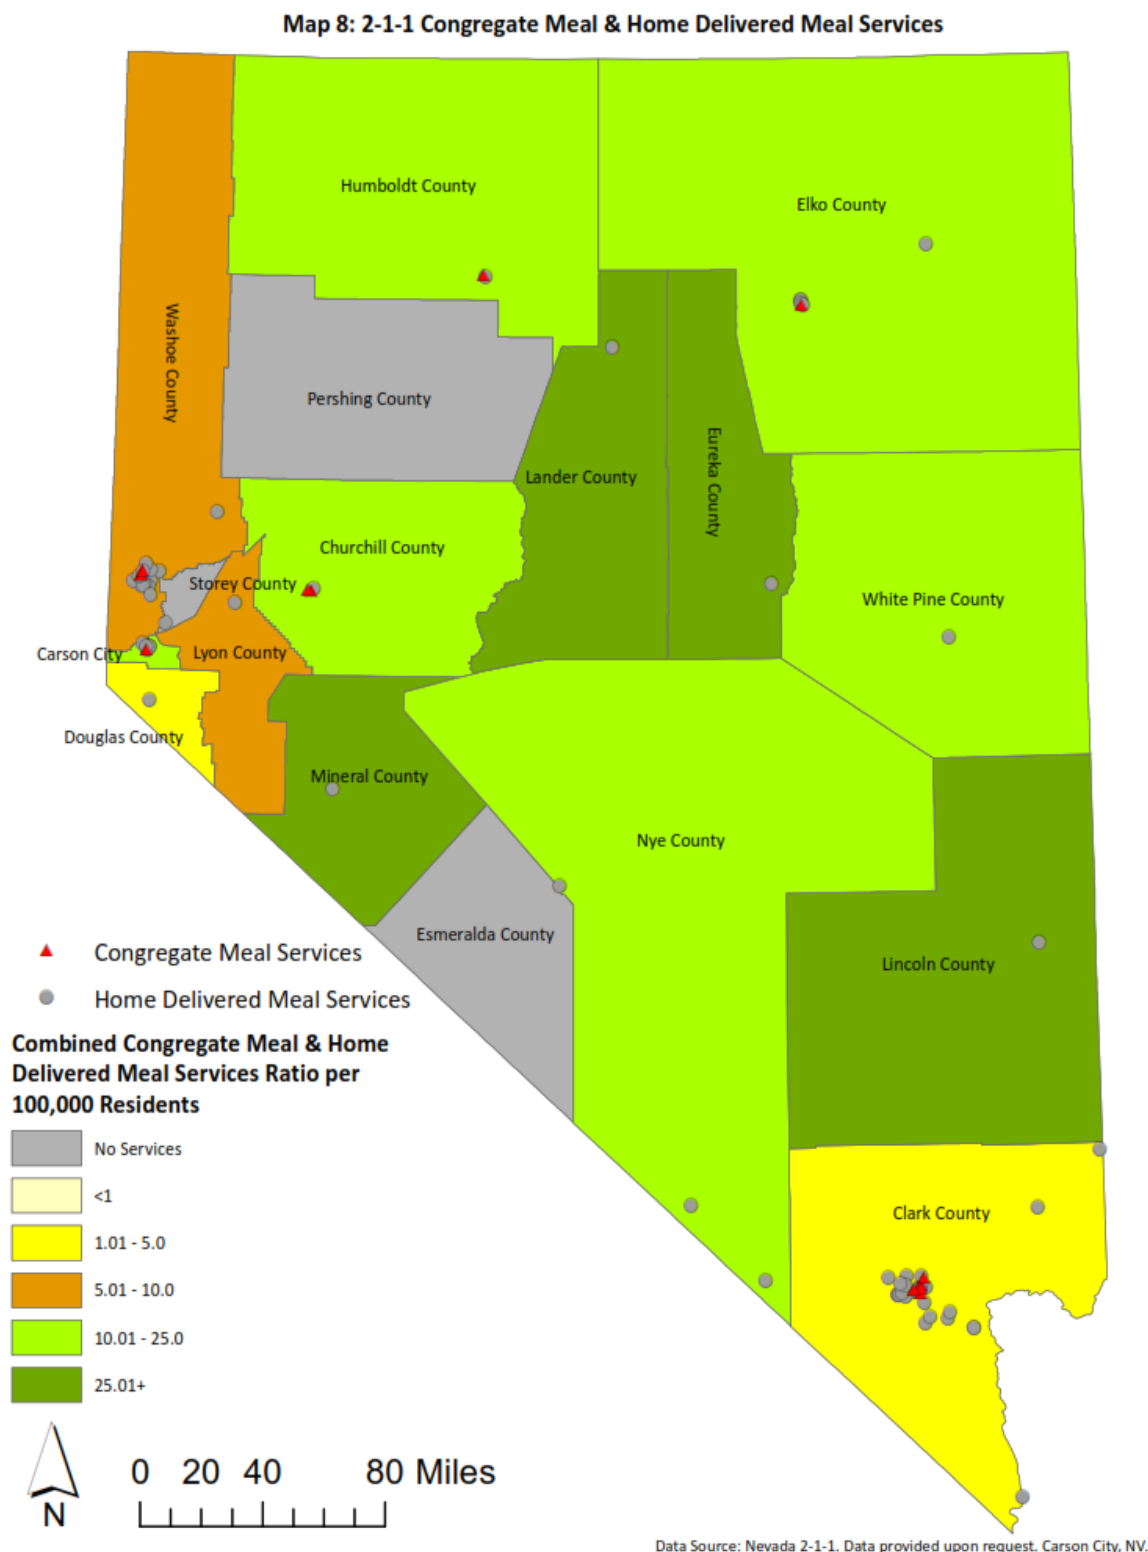 Map 8: 2-1-1 Congregate Meal & Home Delivered Meal Services
Humboldt County
Elko County
Washoe County
Pershing County
Eureka County
Lander County
Churchill County
Storey County
White Pine County
Carson City
Lyon County
Douglas County
Mineral County
Nye County
Esmeralda County
Lincoln County
Clark County
Congregate Meal Services
Home Delivered Meal Services
Combined Congregate Meal & Home
Delivered Meal Services Ratio per
100,000 Residents
No Services
<1
1.01 - 5.0
5.01 - 10.0
10.01 - 25.0
25.01+
N
0 20 40 80 Miles
Data Source: Nevada 2-1-1. Data provided upon request. Carson City, NV.